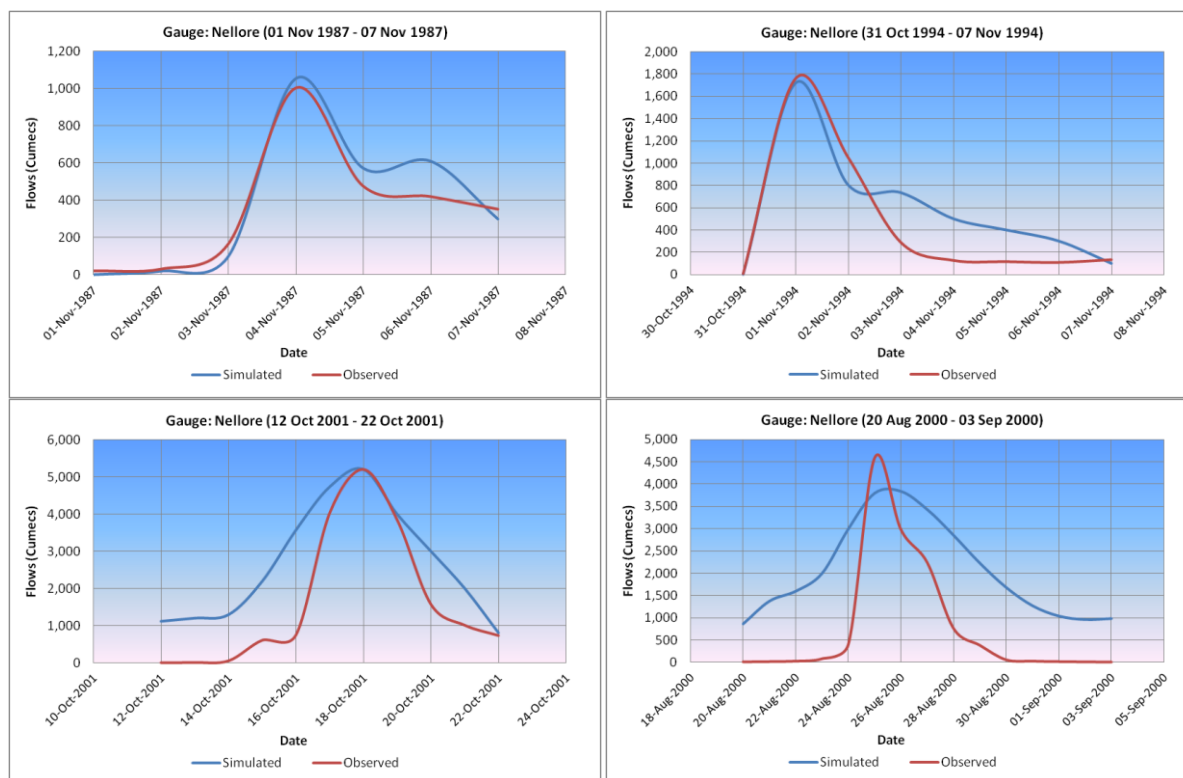 Gauge: Nellore (01 Nov 1987 - 07 Nov 1987)
Flows (Cumecs)
1,200
1,000
800
600
400
200
0
01-Nov-1987
02-Nov-1987
03-Nov-1987
04-Nov-1987
05-Nov-1987
06-Nov-1987
07-Nov-1987
08-Nov-1987
Date
Simulated Observed
Gauge: Nellore (31 Oct 1994 - 07 Nov 1994)
Flows (Cumecs)
2,000
1,800
1,600
1,400
1,200
1,000
800
600
400
200
0
30-Oct-1994
31-Oct-1994
01-Nov-1994
02-Nov-1994
03-Nov-1994
04-Nov-1994
05-Nov-1994
06-Nov-1994
07-Nov-1994
08-Nov-1994
Date
Simulated Observed
Gauge: Nellore (12 Oct 2001 - 22 Oct 2001)
Flows (Cumecs)
6,000
5,000
4,000
3,000
2,000
1,000
0
10-Oct-2001
12-Oct-2001
14-Oct-2001
16-Oct-2001
18-Oct-2001
20-Oct-2001
22-Oct-2001
24-Oct-2001
Date
Simulated Observed
Gauge: Nellore (20 Aug 2000 - 03 Sep 2000)
Flows (Cumecs)
5,000
4,500
4,000
3,500
3,000
2,500
2,000
1,500
1,000
500
0
18-Aug-2000
20-Aug-2000
22-Aug-2000
24-Aug-2000
26-Aug-2000
28-Aug-2000
30-Aug-2000
01-Sep-2000
03-Sep-2000
05-Sep-2000
Date
Simulated Observed